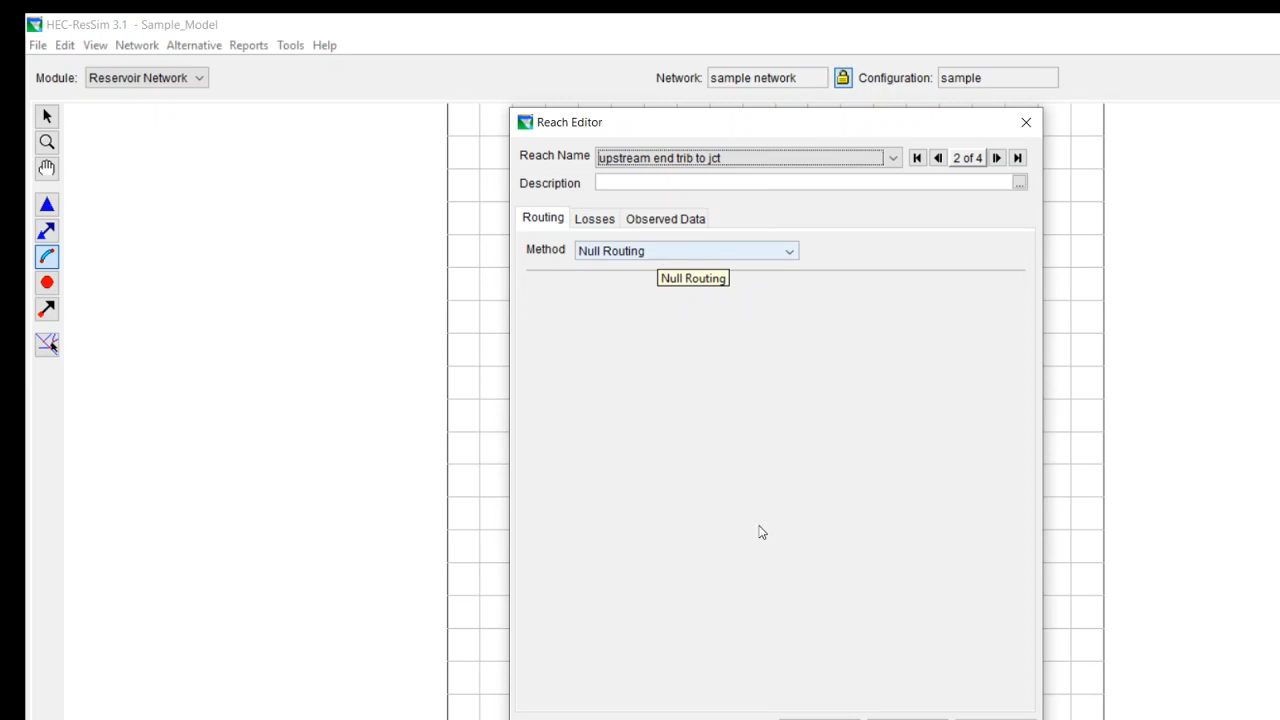 HEC-ResSim 3.1 - Sample_Model
File Edit View Network Alternative Reports Tools Help
Module: Reservoir Network Network: sample network Configuration: sample
Reach Editor
Reach Name upstream end trib to jct 2 of 4
Description ...
Routing Losses Observed Data
Method Null Routing
Null Routing